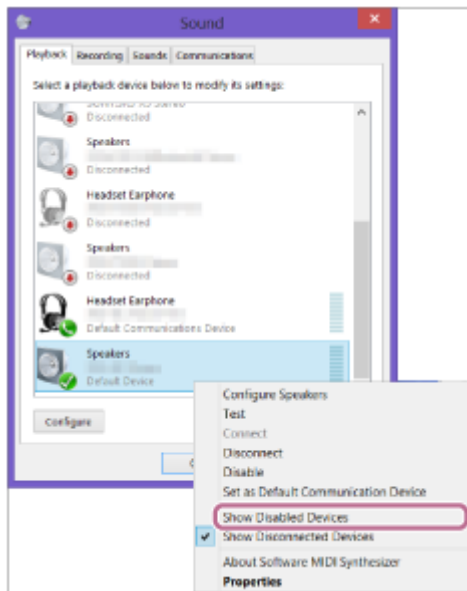 Sound
Playback Recording Sounds Communications
Select a playback device below to modify its settings:
Disconnected
Speakers
Disconnected
Headset Earphone
Disconnected
Speakers
Disconnected
Headset Earphone
Default Communications Device
Speakers
Default Device
Configure
Configure Speakers
Test
Connect
Disconnect
Disable
Set as Default Communication Device
Show Disabled Devices
Show Disconnected Devices
About Software MIDI Synthesizer
Properties